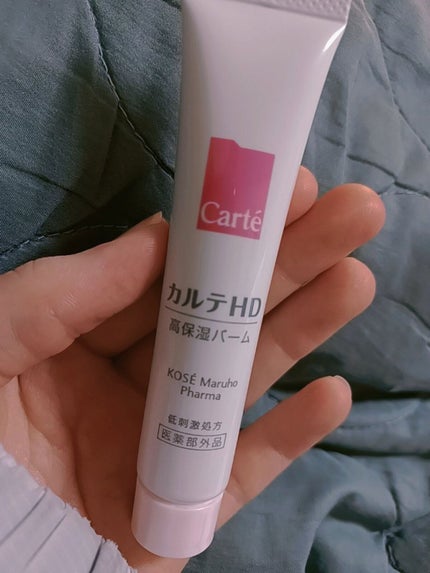 Carté
カルテHD
高保湿バーム
KOSÉ Maruho
Pharma
低刺激処方
医薬部外品